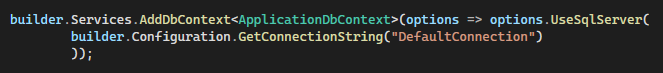 builder.Services.AddDbContext<ApplicationDbContext>(options => options.UseSqlServer(
builder.Configuration.GetConnectionString("DefaultConnection")
));